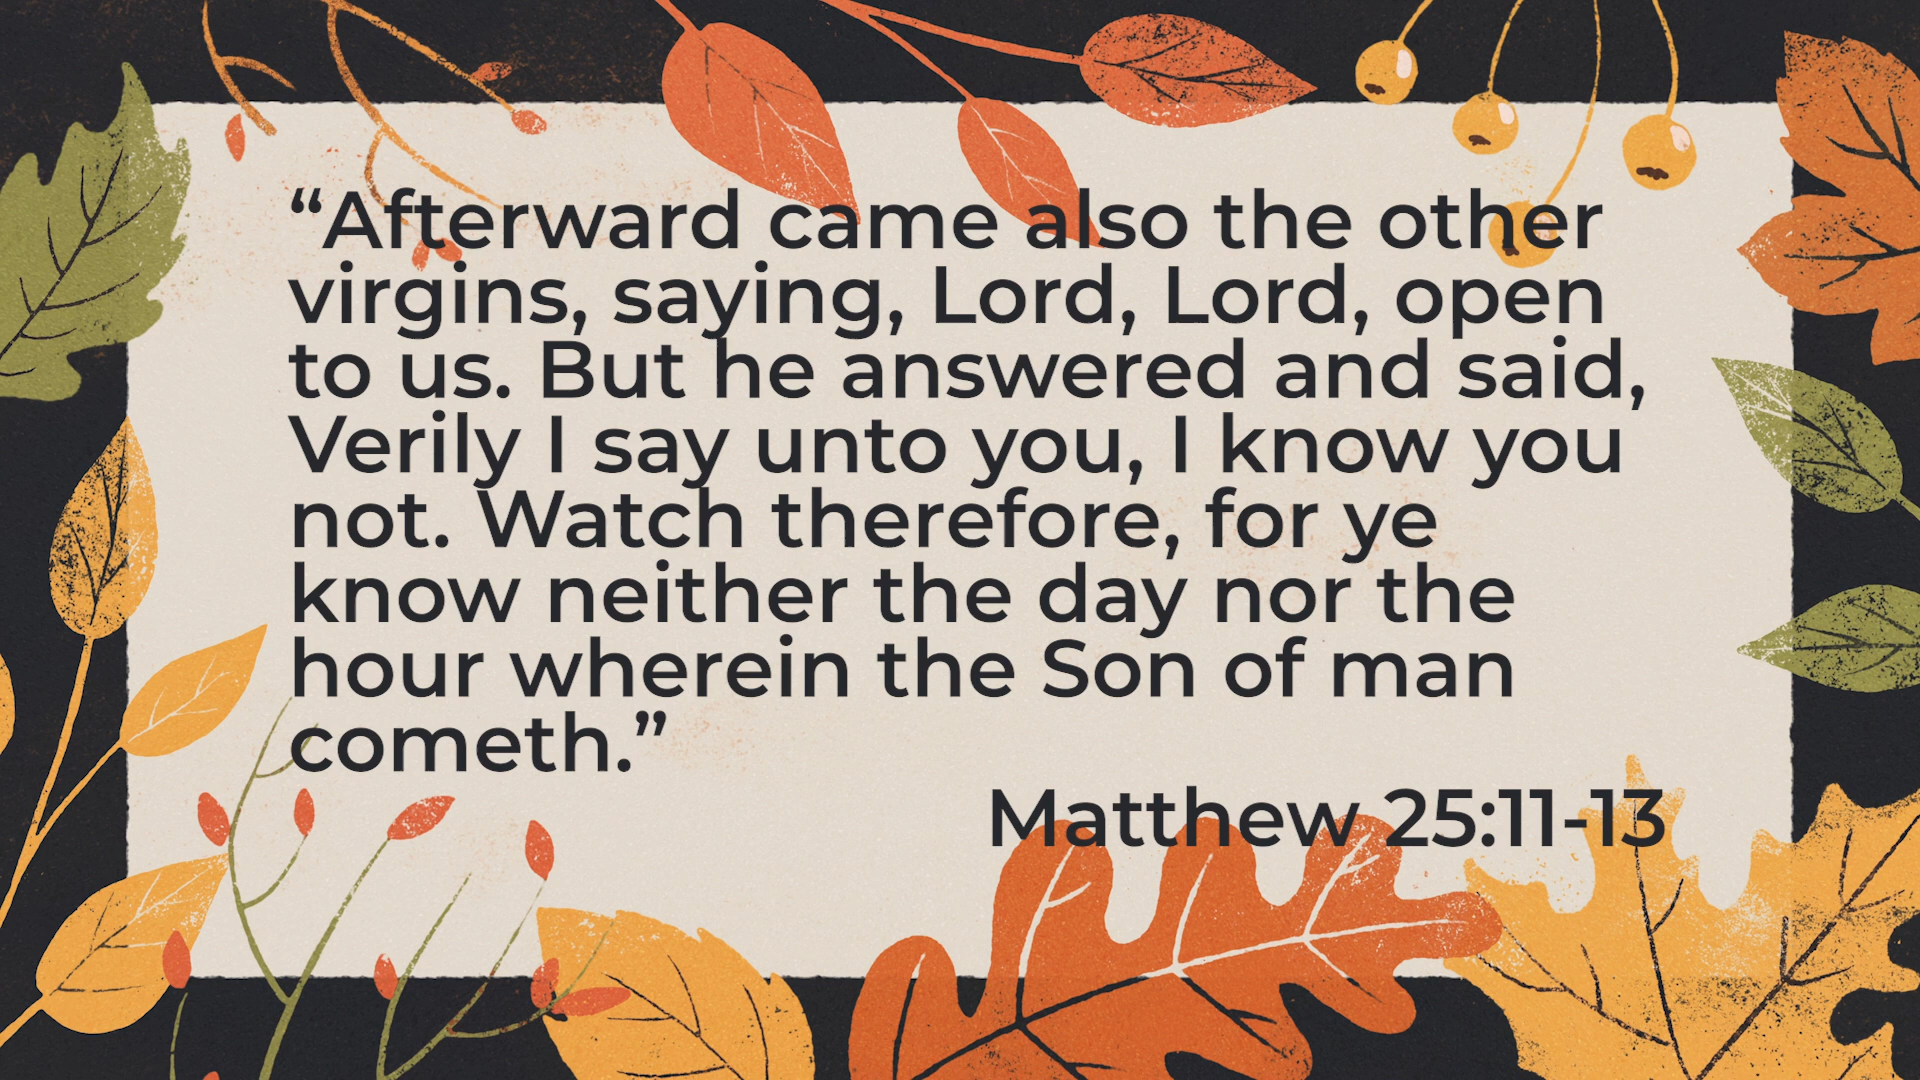 “Afterward came also the other
virgins, saying, Lord, Lord, open
to us. But he answered and said,
Verily I say unto you, I know you
not. Watch therefore, for ye
know neither the day nor the
hour wherein the Son of man
cometh.”
Matthew 25:11-13